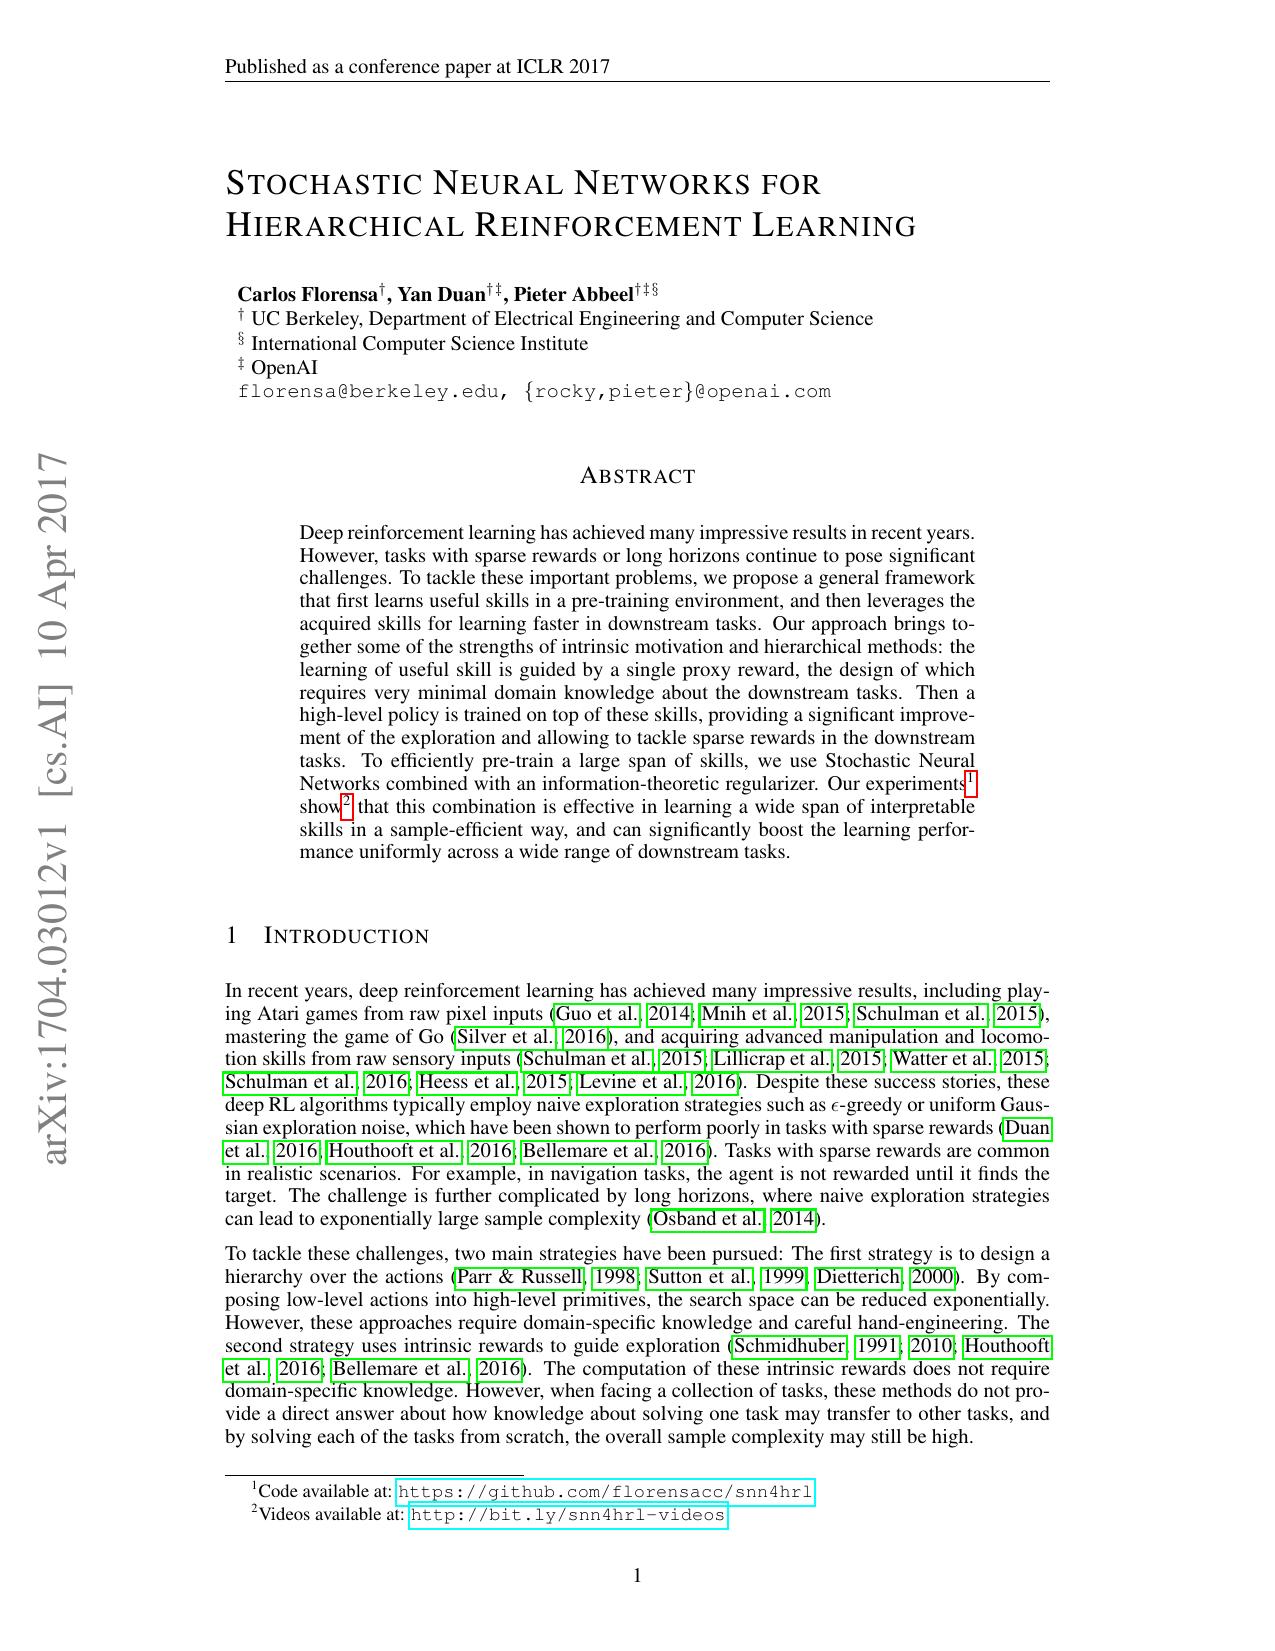 Published as a conference paper at ICLR 2017
STOCHASTIC NEURAL NETWORKS FOR
HIERARCHICAL REINFORCEMENT LEARNING
Carlos Florensa†, Yan Duan†‡, Pieter Abbeel†‡§
† UC Berkeley, Department of Electrical Engineering and Computer Science
§ International Computer Science Institute
‡ OpenAI
florensa@berkeley.edu, {rocky,pieter}@openai.com
arXiv:1704.03012v1 [cs.AI] 10 Apr 2017
ABSTRACT
Deep reinforcement learning has achieved many impressive results in recent years.
However, tasks with sparse rewards or long horizons continue to pose significant
challenges. To tackle these important problems, we propose a general framework
that first learns useful skills in a pre-training environment, and then leverages the
acquired skills for learning faster in downstream tasks. Our approach brings to-
gether some of the strengths of intrinsic motivation and hierarchical methods: the
learning of useful skill is guided by a single proxy reward, the design of which
requires very minimal domain knowledge about the downstream tasks. Then a
high-level policy is trained on top of these skills, providing a significant improve-
ment of the exploration and allowing to tackle sparse rewards in the downstream
tasks. To efficiently pre-train a large span of skills, we use Stochastic Neural
Networks combined with an information-theoretic regularizer. Our experiments1
show2 that this combination is effective in learning a wide span of interpretable
skills in a sample-efficient way, and can significantly boost the learning perfor-
mance uniformly across a wide range of downstream tasks.
1 INTRODUCTION
In recent years, deep reinforcement learning has achieved many impressive results, including play-
ing Atari games from raw pixel inputs (Guo et al., 2014; Mnih et al., 2015; Schulman et al., 2015),
mastering the game of Go (Silver et al., 2016), and acquiring advanced manipulation and locomo-
tion skills from raw sensory inputs (Schulman et al., 2015; Lillicrap et al., 2015; Watter et al., 2015;
Schulman et al., 2016; Heess et al., 2015; Levine et al., 2016). Despite these success stories, these
deep RL algorithms typically employ naive exploration strategies such as ϵ-greedy or uniform Gaus-
sian exploration noise, which have been shown to perform poorly in tasks with sparse rewards (Duan
et al., 2016; Houthooft et al., 2016; Bellemare et al., 2016). Tasks with sparse rewards are common
in realistic scenarios. For example, in navigation tasks, the agent is not rewarded until it finds the
target. The challenge is further complicated by long horizons, where naive exploration strategies
can lead to exponentially large sample complexity (Osband et al., 2014).
To tackle these challenges, two main strategies have been pursued: The first strategy is to design a
hierarchy over the actions (Parr & Russell, 1998; Sutton et al., 1999; Dietterich, 2000). By com-
posing low-level actions into high-level primitives, the search space can be reduced exponentially.
However, these approaches require domain-specific knowledge and careful hand-engineering. The
second strategy uses intrinsic rewards to guide exploration (Schmidhuber, 1991; 2010; Houthooft
et al., 2016; Bellemare et al., 2016). The computation of these intrinsic rewards does not require
domain-specific knowledge. However, when facing a collection of tasks, these methods do not pro-
vide a direct answer about how knowledge about solving one task may transfer to other tasks, and
by solving each of the tasks from scratch, the overall sample complexity may still be high.
1Code available at: https://github.com/florensacc/snn4hrl
2Videos available at: http://bit.ly/snn4hrl-videos
1